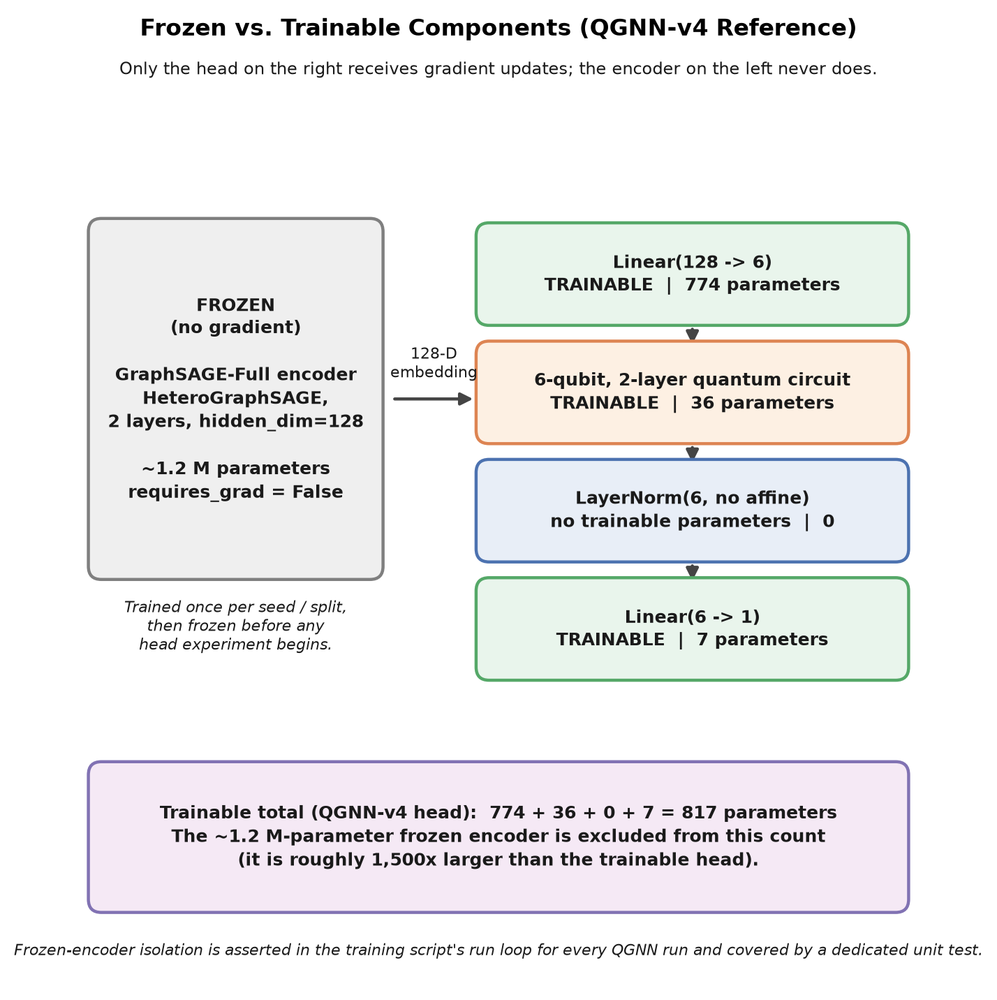 Frozen vs. Trainable Components (QGNN-v4 Reference)
Only the head on the right receives gradient updates; the encoder on the left never does.
FROZEN
(no gradient)
GraphSAGE-Full encoder
HeteroGraphSAGE,
2 layers, hidden_dim=128
~1.2 M parameters
requires_grad = False
Trained once per seed / split,
then frozen before any
head experiment begins.
128-D
embedding
Linear(128 -> 6)
TRAINABLE | 774 parameters
6-qubit, 2-layer quantum circuit
TRAINABLE | 36 parameters
LayerNorm(6, no affine)
no trainable parameters | 0
Linear(6 -> 1)
TRAINABLE | 7 parameters
Trainable total (QGNN-v4 head): 774 + 36 + 0 + 7 = 817 parameters
The ~1.2 M-parameter frozen encoder is excluded from this count
(it is roughly 1,500x larger than the trainable head).
Frozen-encoder isolation is asserted in the training script's run loop for every QGNN run and covered by a dedicated unit test.